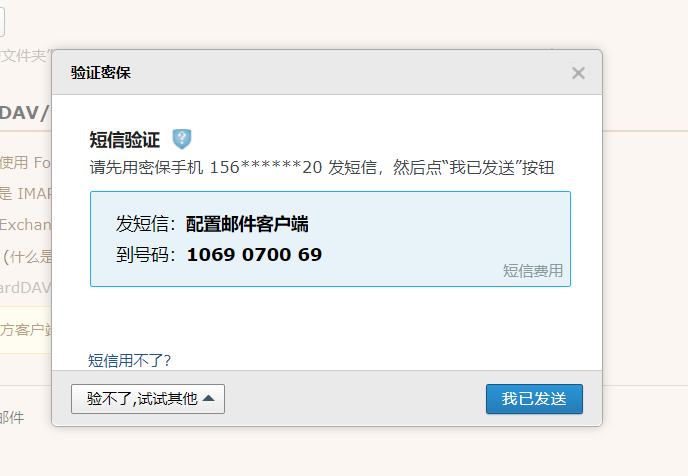 文件夹
验证密保
DAV/
短信验证
使用 Fo
请先用密保手机 156******20 发短信，然后点“我已发送”按钮
是 IMAP
发短信：配置邮件客户端
Exchan
到号码：1069 0700 69
(什么是
短信费用
ardDAV
方客户端
短信用不了?
验不了,试试其他
我已发送
邮件